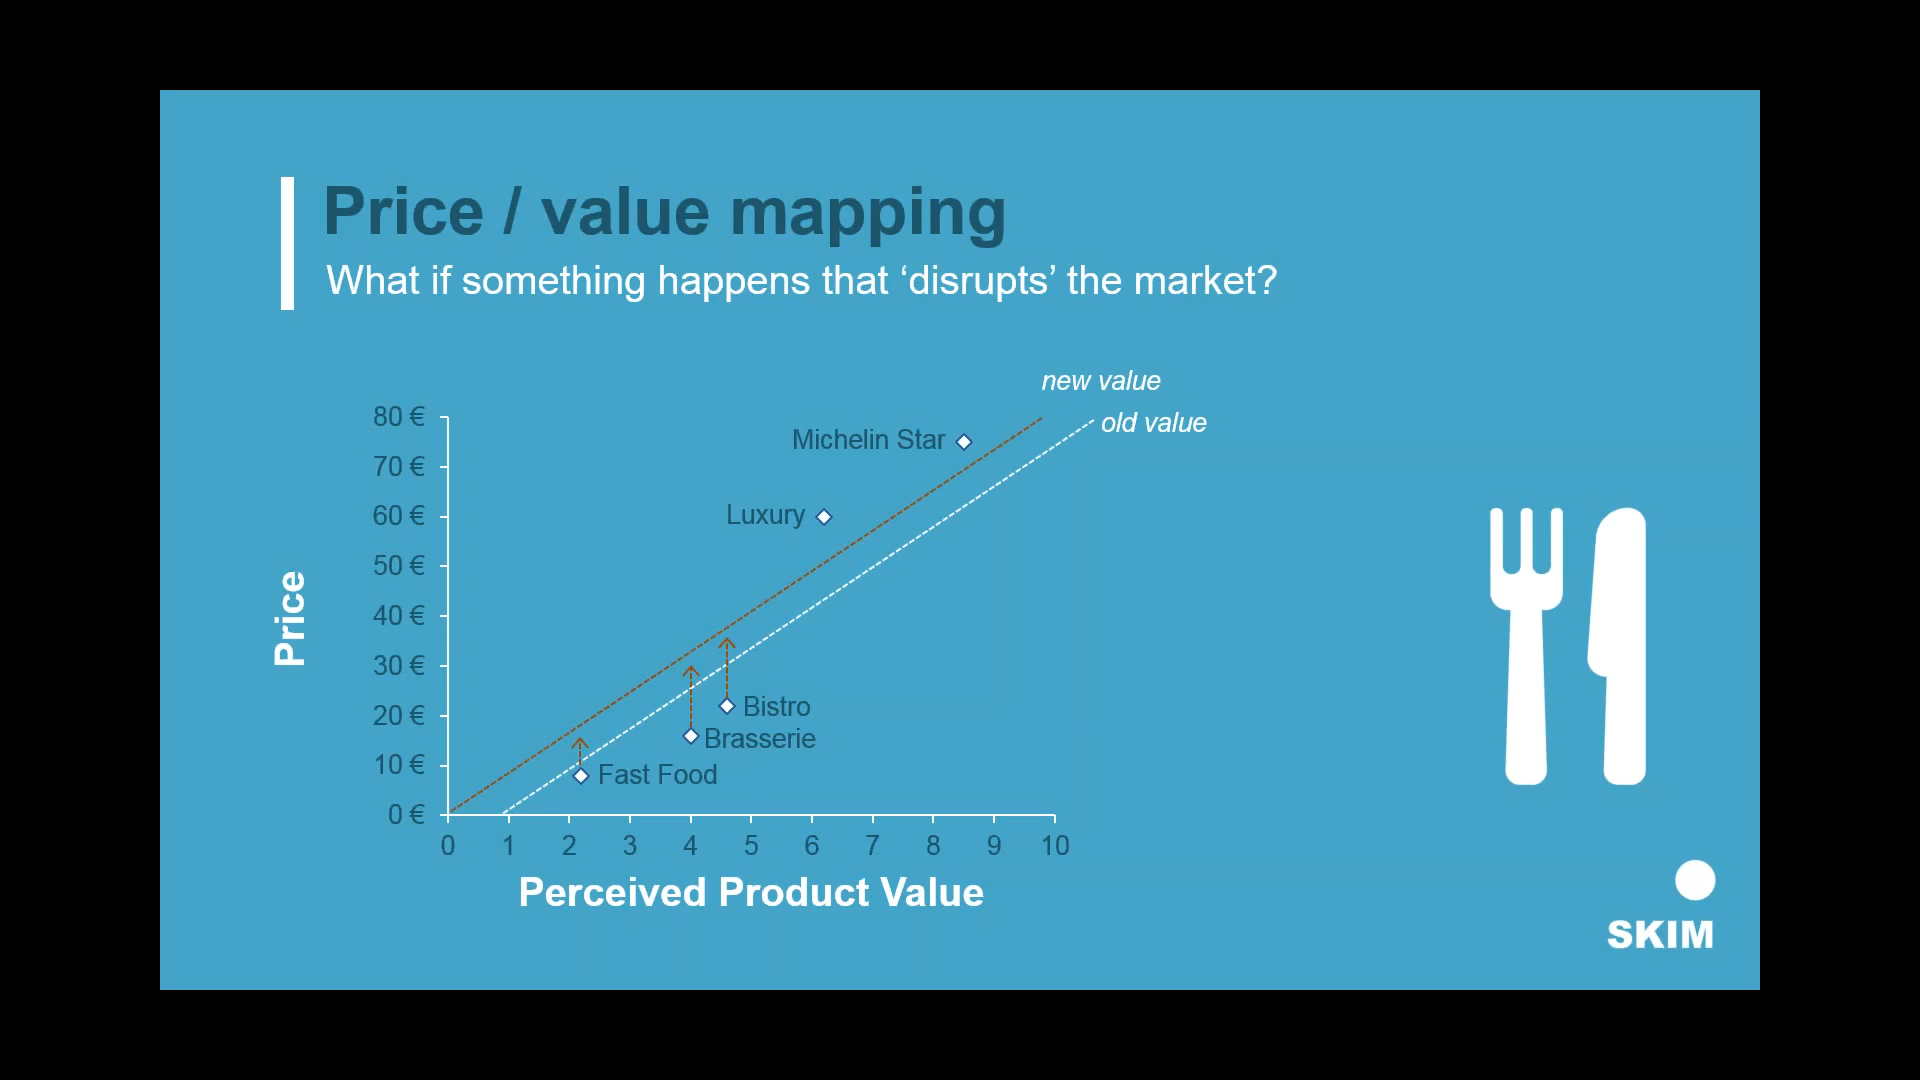 Price / value mapping
What if something happens that ‘disrupts’ the market?
new value
old value
80 €
70 €
60 €
50 €
40 €
30 €
20 €
10 €
0 €
Price
Michelin Star
Luxury
Bistro
Brasserie
Fast Food
0 1 2 3 4 5 6 7 8 9 10
Perceived Product Value
SKIM